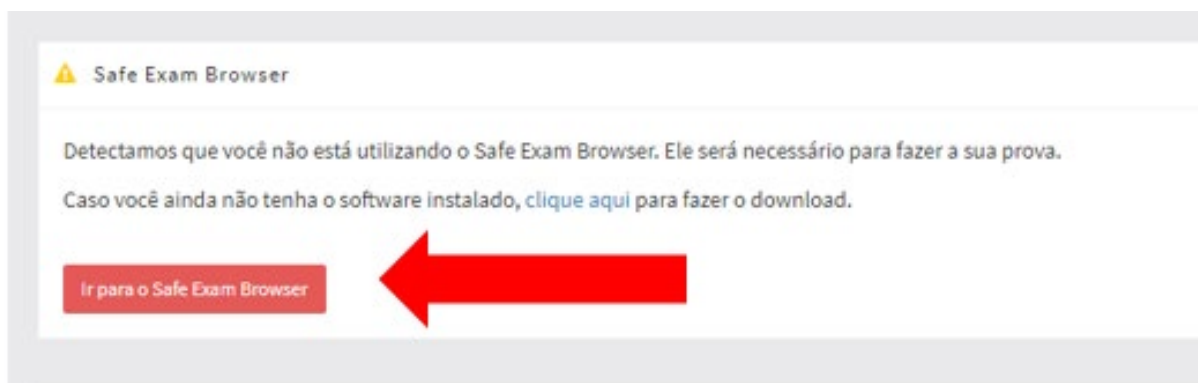 Safe Exam Browser
Detectamos que você não está utilizando o Safe Exam Browser. Ele será necessário para fazer a sua prova.
Caso você ainda não tenha o software instalado, clique aqui para fazer o download.
Ir para o Safe Exam Browser